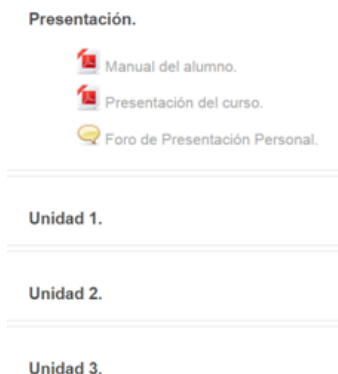 Presentación.
Manual del alumno.
Presentación del curso.
Foro de Presentación Personal.
Unidad 1.
Unidad 2.
Unidad 3.